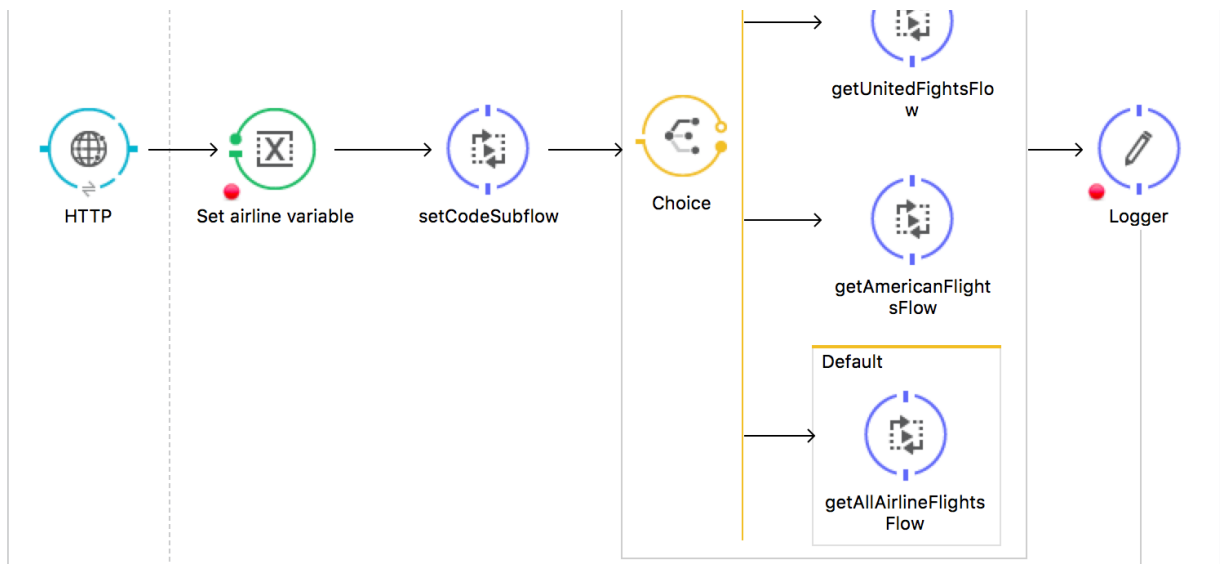 HTTP
Set airline variable
setCodeSubflow
Choice
getUnitedFightsFlo
w
getAmericanFlight
sFlow
Default
getAllAirlineFlights
Flow
Logger